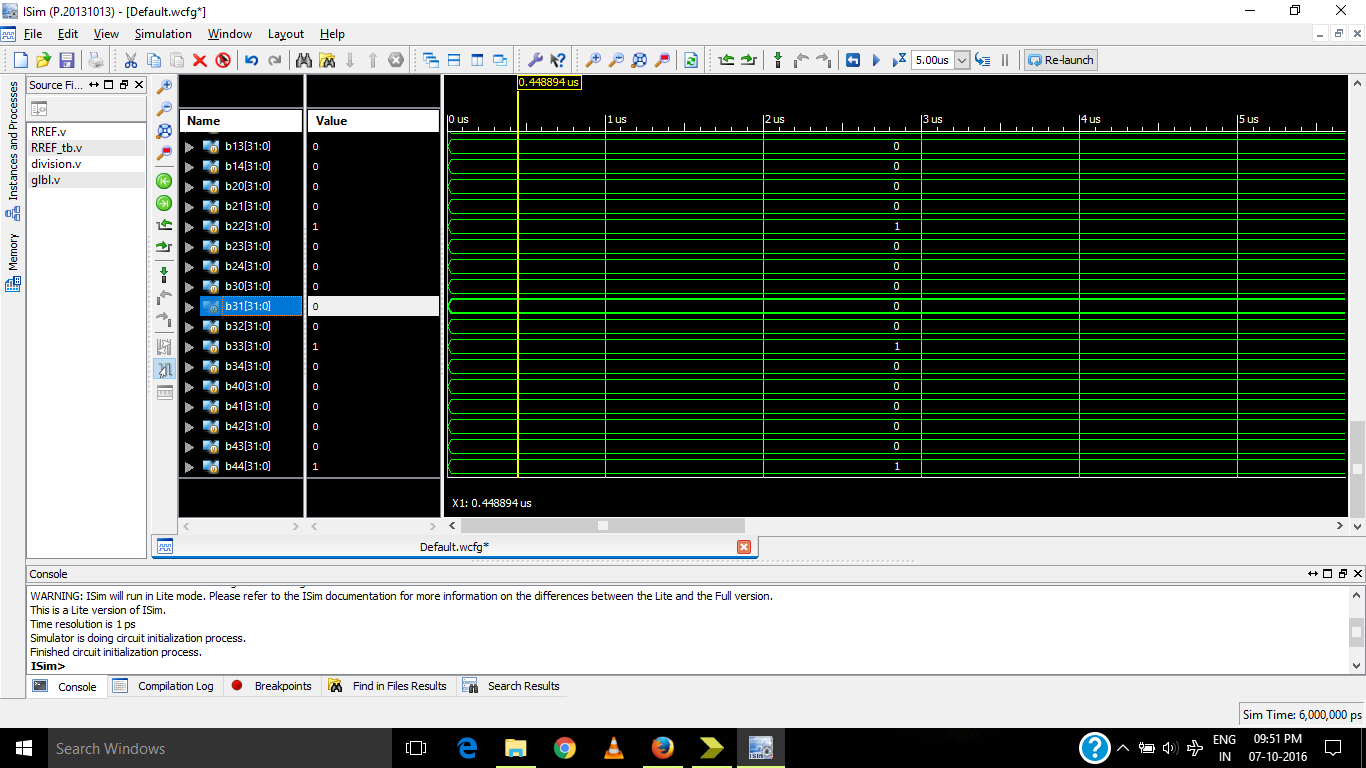 ISim (P.20131013) - [Default.wcfg*]
File Edit View Simulation Window Layout Help
5.00us Re-launch
Source Fi...
Instances and Processes
Memory
RREF.v
RREF_tb.v
division.v
glbl.v
0.448894 us
Name Value
0 us 1 us 2 us 3 us 4 us 5 us
b13[31:0] 0 0
b14[31:0] 0 0
b20[31:0] 0 0
b21[31:0] 0 0
b22[31:0] 1 1
b23[31:0] 0 0
b24[31:0] 0 0
b30[31:0] 0 0
b31[31:0] 0 0
b32[31:0] 0 0
b33[31:0] 1 1
b34[31:0] 0 0
b40[31:0] 0 0
b41[31:0] 0 0
b42[31:0] 0 0
b43[31:0] 0 0
b44[31:0] 1 1
X1: 0.448894 us
Default.wcfg*
Console
WARNING: ISim will run in Lite mode. Please refer to the ISim documentation for more information on the differences between the Lite and the Full version.
This is a Lite version of ISim.
Time resolution is 1 ps
Simulator is doing circuit initialization process.
Finished circuit initialization process.
ISim>
Console Compilation Log Breakpoints Find in Files Results Search Results
Sim Time: 6,000,000 ps
Search Windows
ENG
IN
09:51 PM
07-10-2016